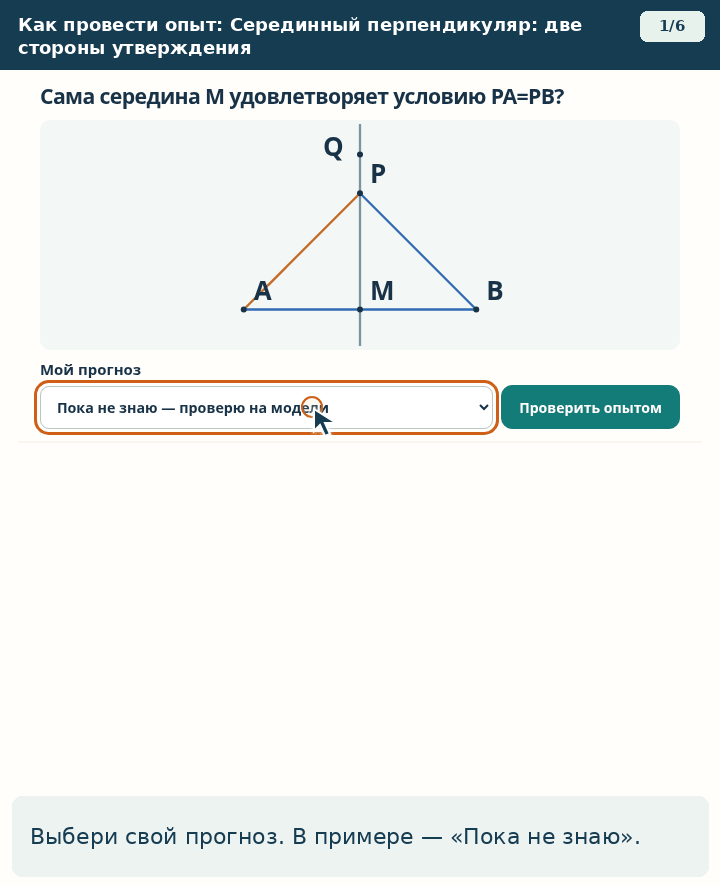 Как провести опыт: Серединный перпендикуляр: две
стороны утверждения
1/6
Сама середина M удовлетворяет условию PA=PB?
Q
P
A
M
B
Мой прогноз
Пока не знаю — проверю на модели
Проверить опытом
Выбери свой прогноз. В примере — «Пока не знаю».